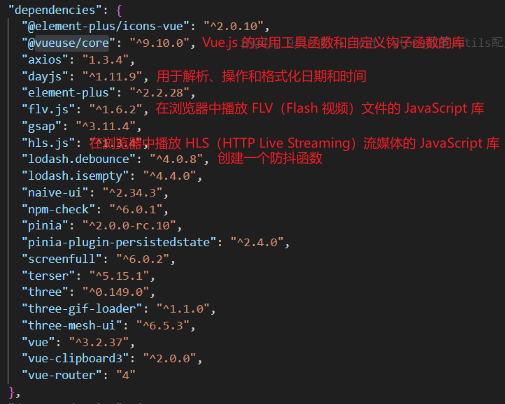 "dependencies": {
"@element-plus/icons-vue": "^2.0.10",
"@vueuse/core": "^9.10.0", Vue.js 的实用工具函数和自定义钩子函数的库 tils配
"axios": "1.3.4",
"dayjs": "^1.11.9", 用于解析、操作和格式化日期和时间
"element-plus": "^2.2.28",
"flv.js": "^1.6.2", 在浏览器中播放 FLV（Flash 视频）文件的 JavaScript 库
"gsap": "^3.11.4",
"hls.js": 在浏览器中播放 HLS（HTTP Live Streaming）流媒体的 JavaScript 库
"lodash.debounce": "^4.0.8", 创建一个防抖函数
"lodash.isempty": "^4.4.0",
"naive-ui": "^2.34.3",
"npm-check": "^6.0.1",
"pinia": "^2.0.0-rc.10",
"pinia-plugin-persistedstate": "^2.4.0",
"screenfull": "^6.0.2",
"terser": "^5.15.1",
"three": "^0.149.0",
"three-gif-loader": "^1.1.0",
"three-mesh-ui": "^6.5.3",
"vue": "^3.2.37",
"vue-clipboard3": "^2.0.0",
"vue-router": "4"
},